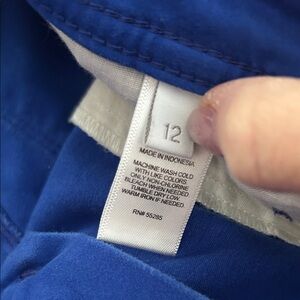 12
MADE IN INDONESIA
MACHINE WASH COLD
WITH LIKE COLORS
ONLY NON-CHLORINE
BLEACH WHEN NEEDED
TUMBLE DRY LOW.
WARM IRON IF NEEDED.
RN# 55285